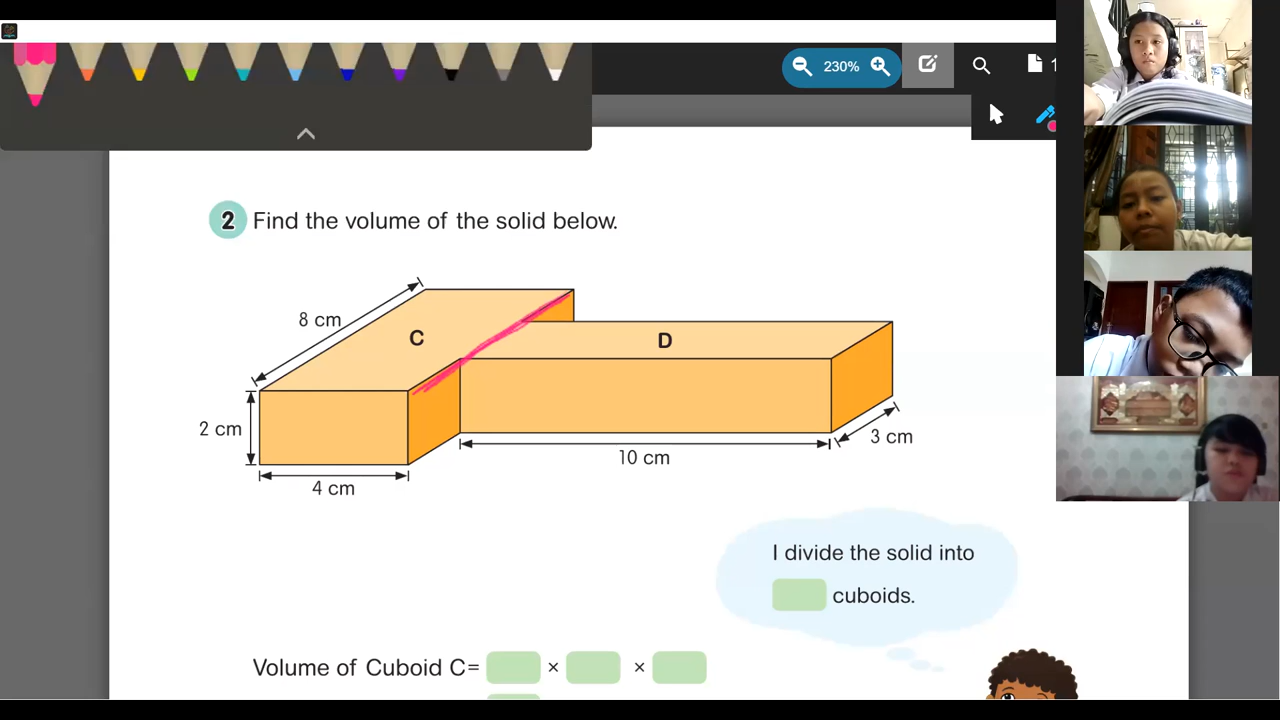 230%
1
2 Find the volume of the solid below.
8 cm
C
D
2 cm
3 cm
10 cm
4 cm
I divide the solid into
cuboids.
Volume of Cuboid C= × ×